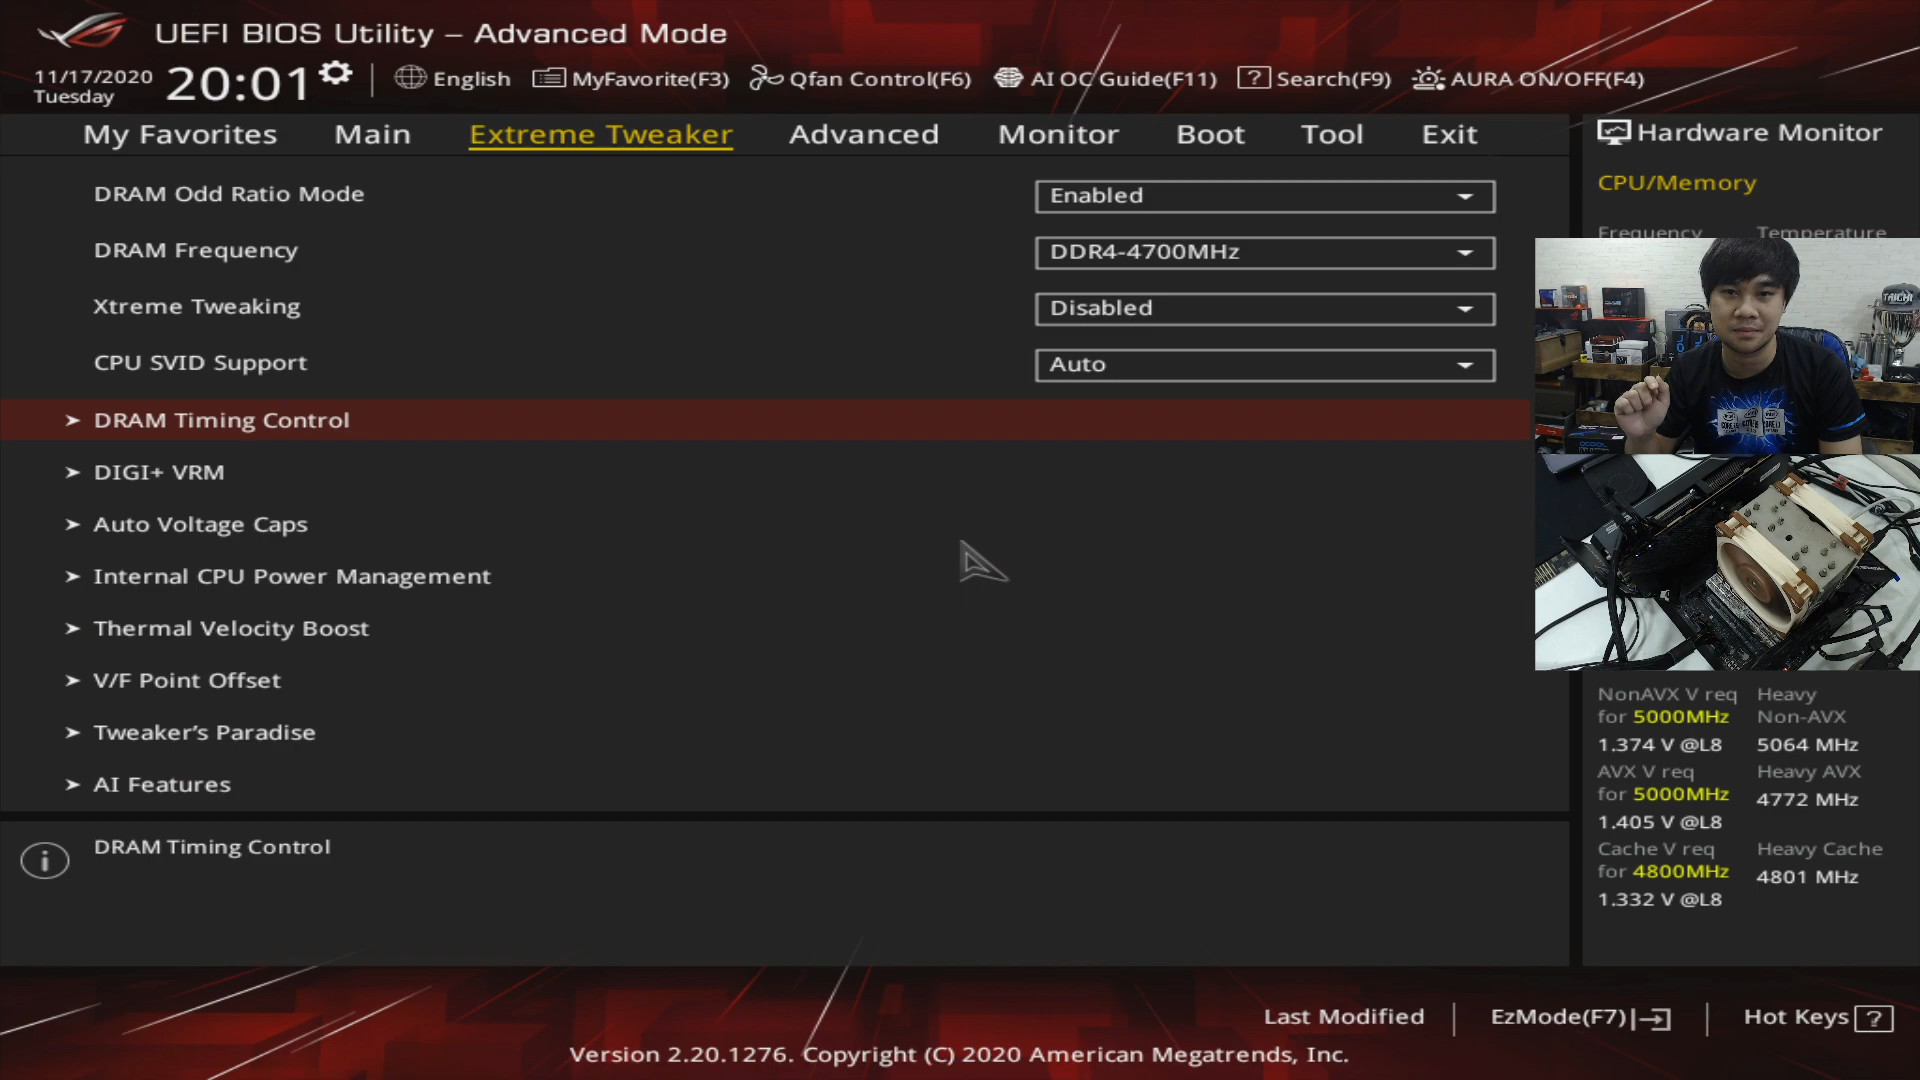 UEFI BIOS Utility – Advanced Mode
11/17/2020
Tuesday
20:01
English
MyFavorite(F3)
Qfan Control(F6)
AI OC Guide(F11)
? Search(F9)
AURA ON/OFF(F4)
My Favorites
Main
Extreme Tweaker
Advanced
Monitor
Boot
Tool
Exit
DRAM Odd Ratio Mode
Enabled
DRAM Frequency
DDR4-4700MHz
Xtreme Tweaking
Disabled
CPU SVID Support
Auto
DRAM Timing Control
DIGI+ VRM
Auto Voltage Caps
Internal CPU Power Management
Thermal Velocity Boost
V/F Point Offset
Tweaker's Paradise
AI Features
i DRAM Timing Control
Hardware Monitor
CPU/Memory
Frequency Temperature
TAICHI
NonAVX V req
for 5000MHz
1.374 V @L8
Heavy
Non-AVX
5064 MHz
AVX V req
for 5000MHz
1.405 V @L8
Heavy AVX
4772 MHz
Cache V req
for 4800MHz
1.332 V @L8
Heavy Cache
4801 MHz
Last Modified
EzMode(F7)
Hot Keys ?
Version 2.20.1276. Copyright (C) 2020 American Megatrends, Inc.